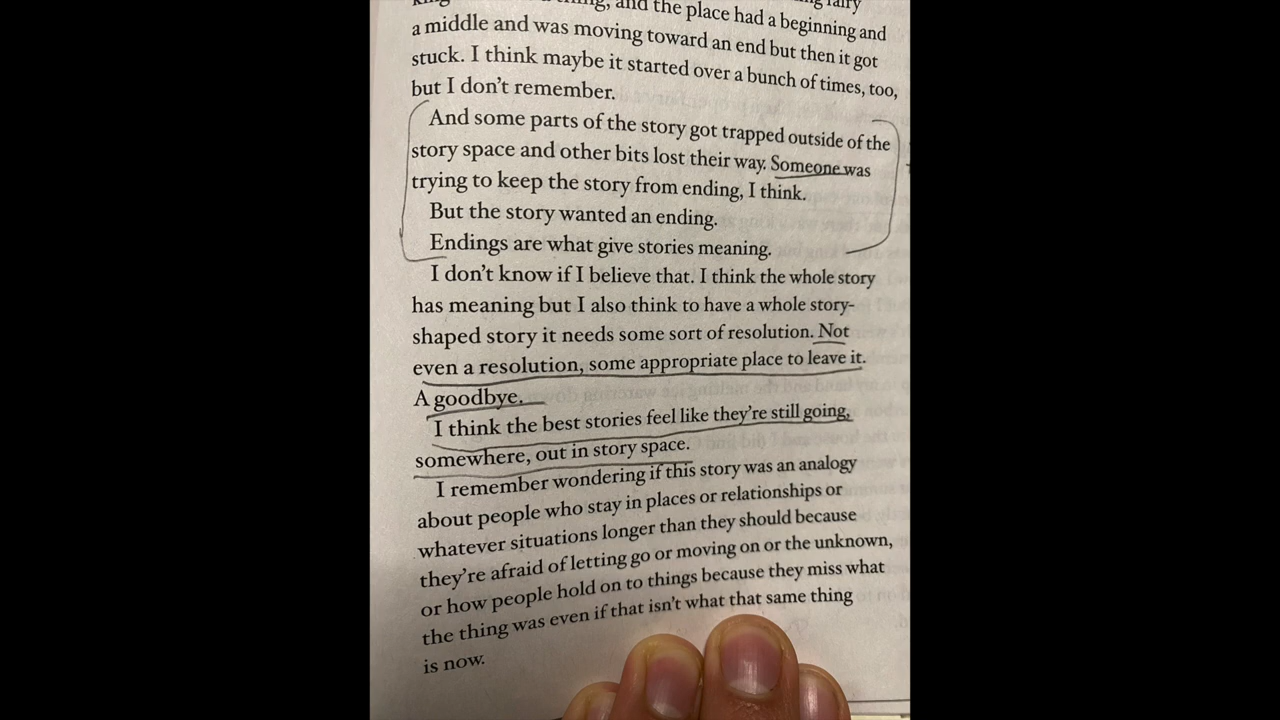 and the place had a beginning and
a middle and was moving toward an end but then it got
stuck. I think maybe it started over a bunch of times, too,
but I don't remember.
And some parts of the story got trapped outside of the
story space and other bits lost their way. Someone was
trying to keep the story from ending, I think.
But the story wanted an ending.
Endings are what give stories meaning.
I don't know if I believe that. I think the whole story
has meaning but I also think to have a whole story-
shaped story it needs some sort of resolution. Not
even a resolution, some appropriate place to leave it.
A goodbye.
I think the best stories feel like they're still going,
somewhere, out in story space.
I remember wondering if this story was an analogy
about people who stay in places or relationships or
whatever situations longer than they should because
they're afraid of letting go or moving on or the unknown,
or how people hold on to things because they miss what
the thing was even if that isn't what that same thing
is now.